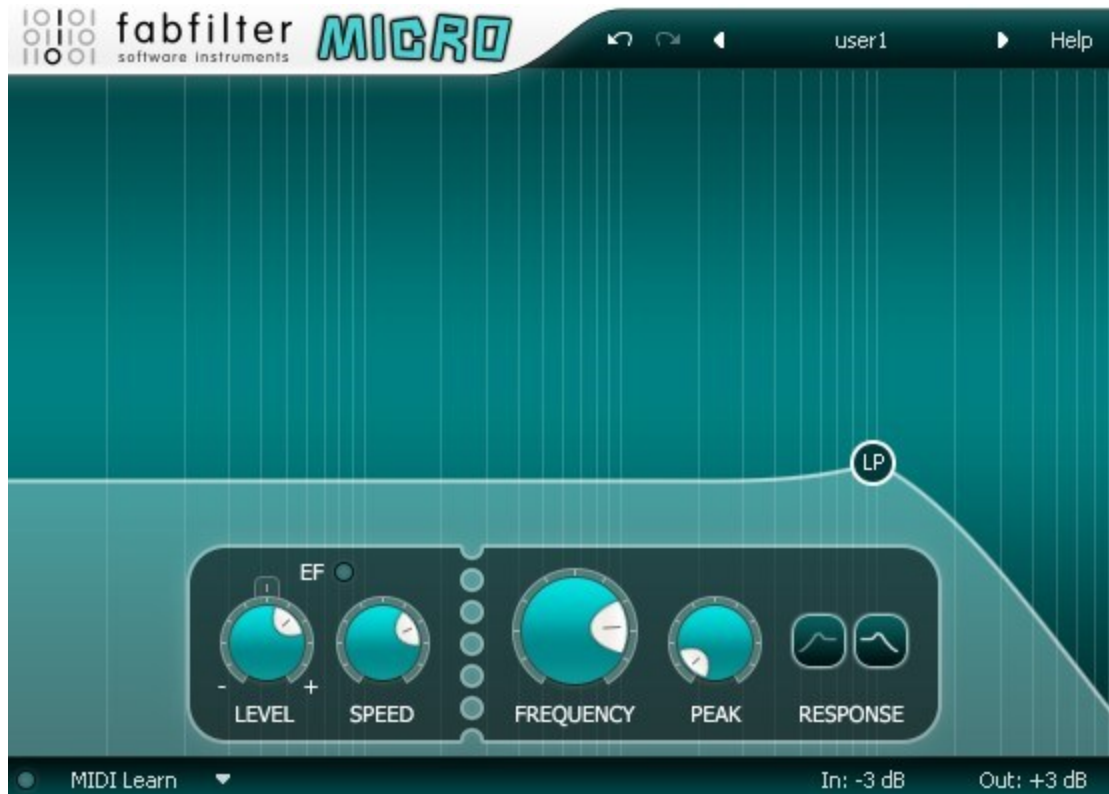 fabfilter MICRO user1 Help
software instruments
LP
EF
- +
LEVEL SPEED FREQUENCY PEAK RESPONSE
MIDI Learn In: -3 dB Out: +3 dB